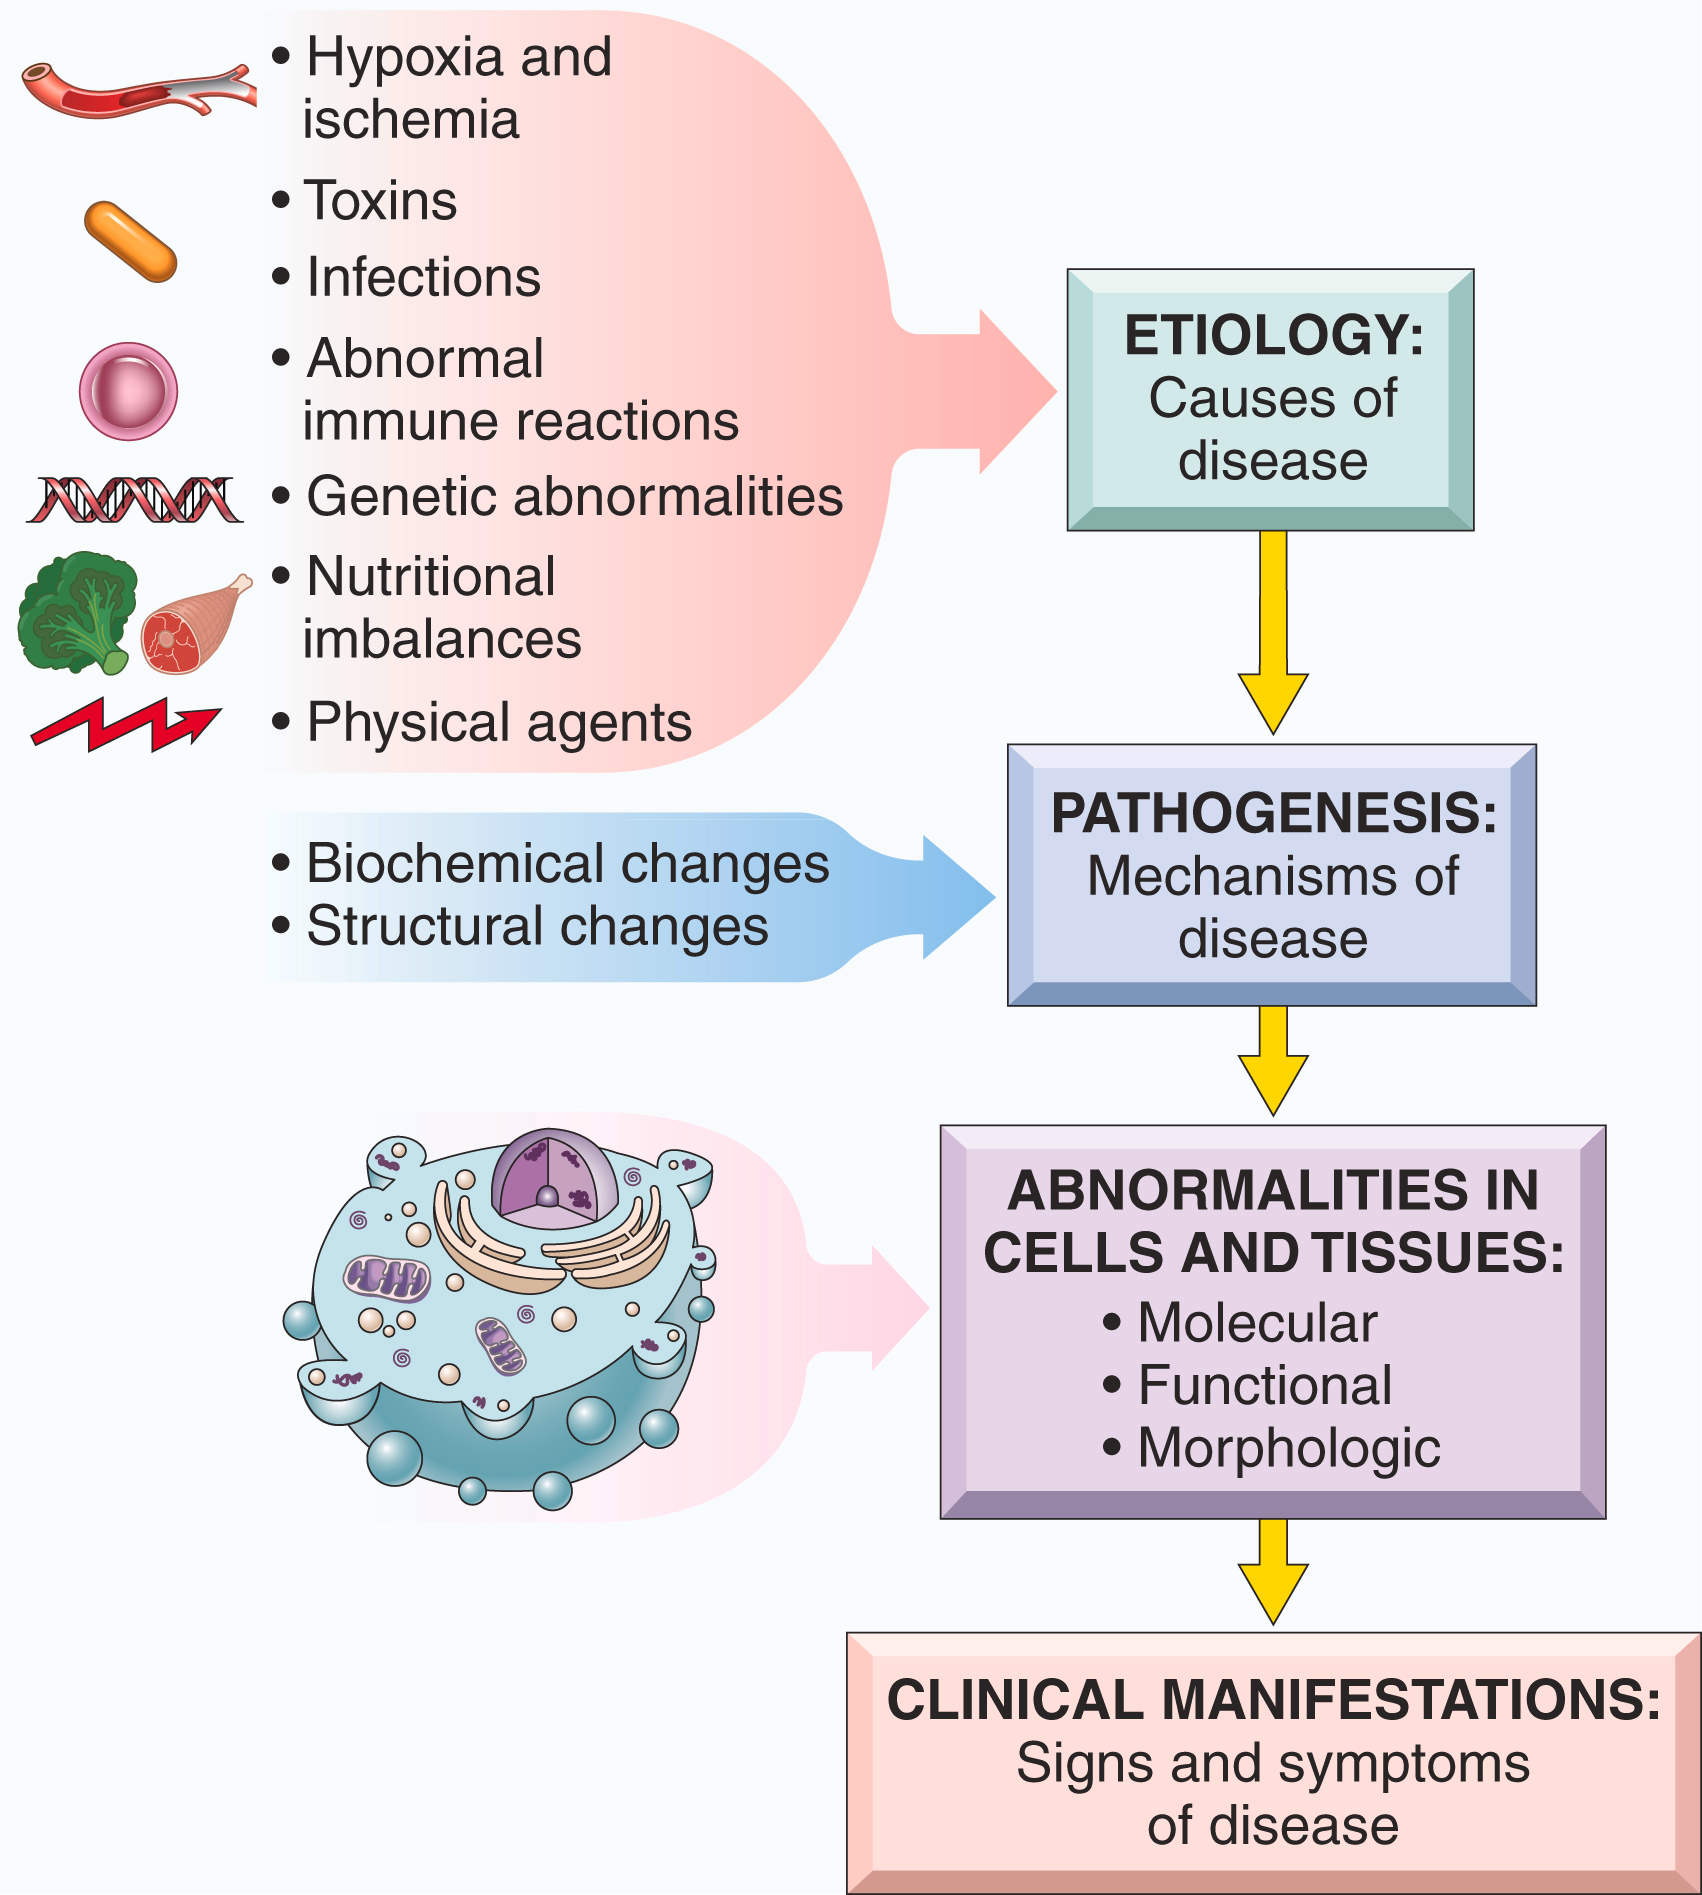 • Hypoxia and
ischemia
• Toxins
• Infections
• Abnormal
immune reactions
• Genetic abnormalities
• Nutritional
imbalances
• Physical agents
ETIOLOGY:
Causes of
disease
• Biochemical changes
• Structural changes
PATHOGENESIS:
Mechanisms of
disease
ABNORMALITIES IN
CELLS AND TISSUES:
• Molecular
• Functional
• Morphologic
CLINICAL MANIFESTATIONS:
Signs and symptoms
of disease